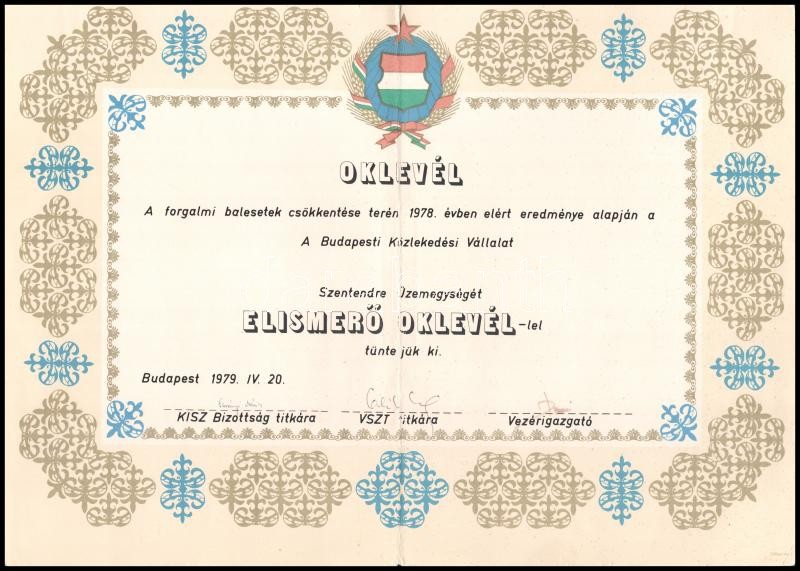 OKLEVÉL
A forgalmi balesetek csökkentése terén 1978. évben elért eredménye alapján a
A Budapesti Közlekedési Vállalat
Szentendre Üzemegységét
ELISMERŐ OKLEVÉL-lel
tüntejük ki.
Budapest 1979. IV. 20.
KISZ Bizottság titkára VSZT titkára Vezérigazgató